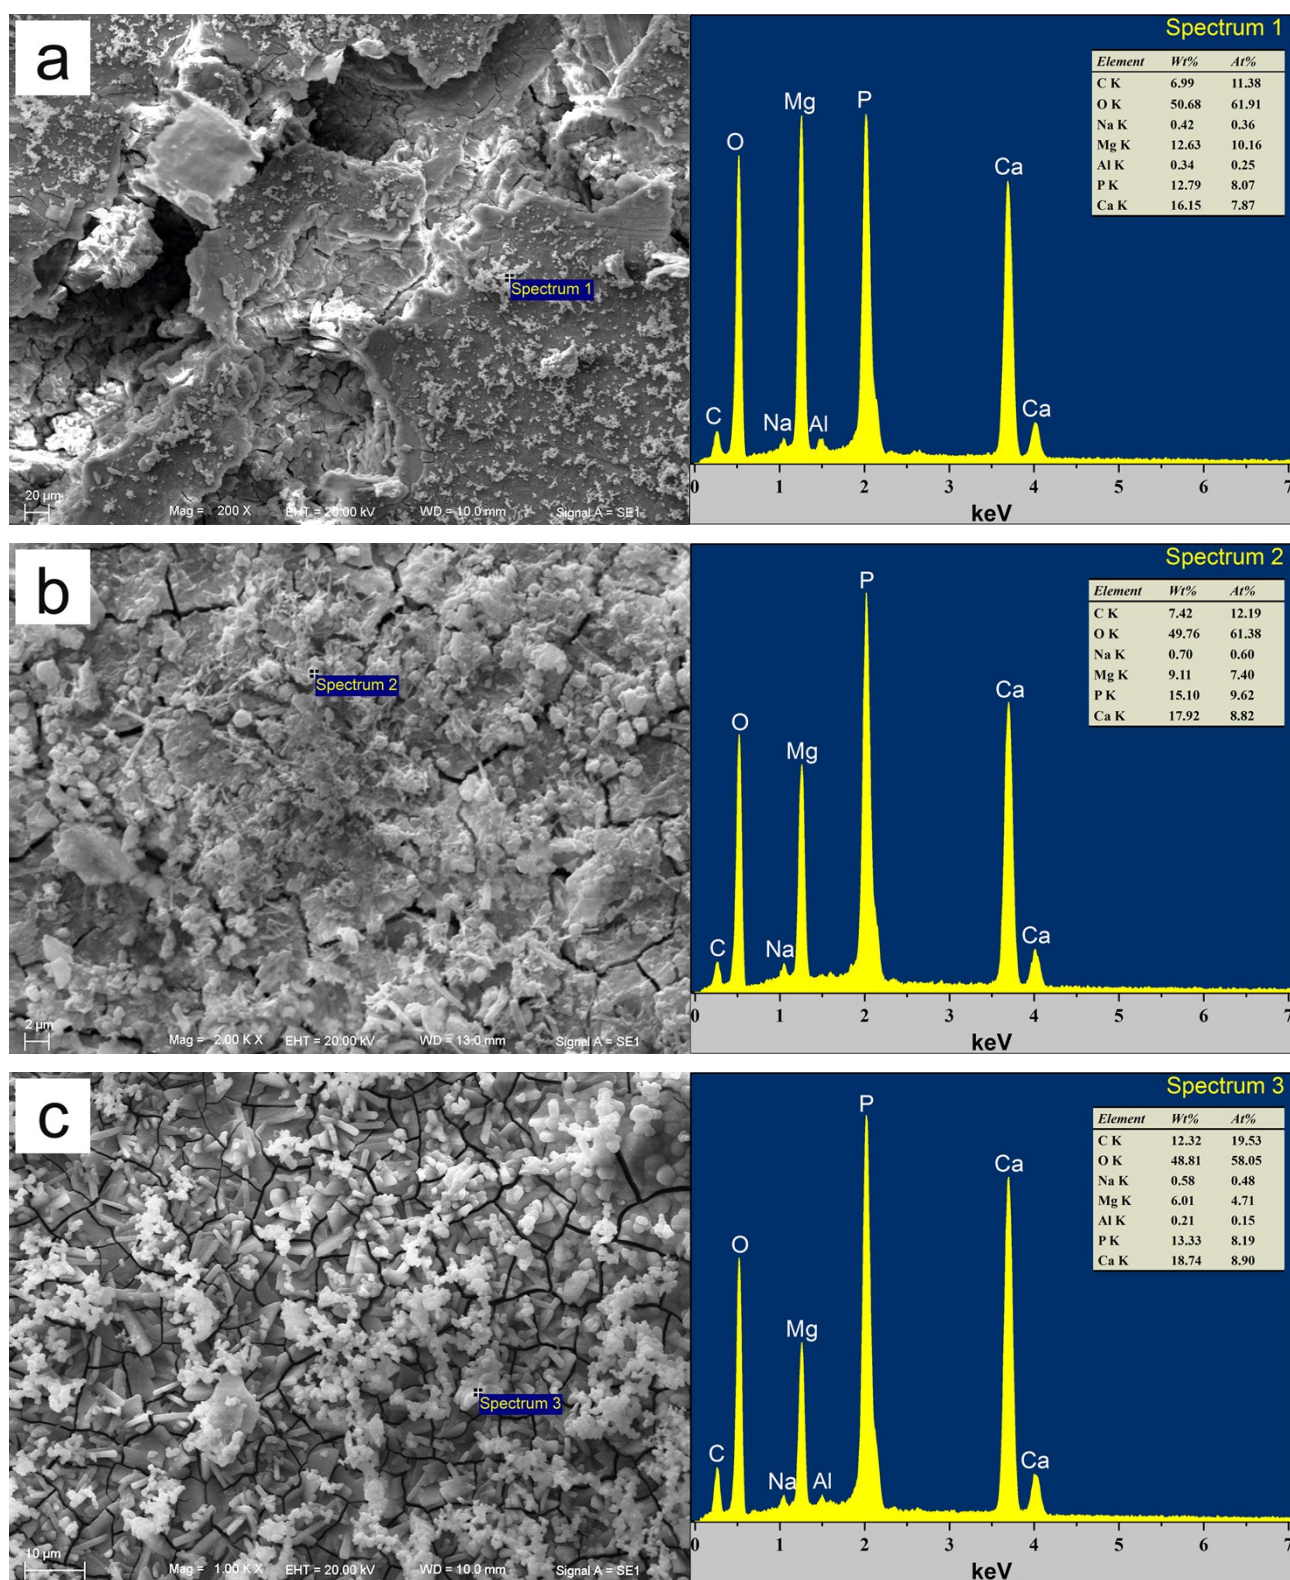 a
Spectrum 1
20 µm
Mag = 200 X
EHT = 20.00 kV
WD = 10.0 mm
Signal A = SE1
Spectrum 1
Element Wt% At%
C K 6.99 11.38
O K 50.68 61.91
Na K 0.42 0.36
Mg K 12.63 10.16
Al K 0.34 0.25
P K 12.79 8.07
Ca K 16.15 7.87
C O Na Mg Al P Ca Ca
0 1 2 3 4 5 6 7
keV
b
Spectrum 2
2 µm
Mag = 2.00 K X
EHT = 20.00 kV
WD = 13.0 mm
Signal A = SE1
Spectrum 2
Element Wt% At%
C K 7.42 12.19
O K 49.76 61.38
Na K 0.70 0.60
Mg K 9.11 7.40
P K 15.10 9.62
Ca K 17.92 8.82
C O Na Mg P Ca Ca
0 1 2 3 4 5 6 7
keV
c
Spectrum 3
10 µm
Mag = 1.00 K X
EHT = 20.00 kV
WD = 10.0 mm
Signal A = SE1
Spectrum 3
Element Wt% At%
C K 12.32 19.53
O K 48.81 58.05
Na K 0.58 0.48
Mg K 6.01 4.71
Al K 0.21 0.15
P K 13.33 8.19
Ca K 18.74 8.90
C O Na Mg Al P Ca Ca
0 1 2 3 4 5 6 7
keV